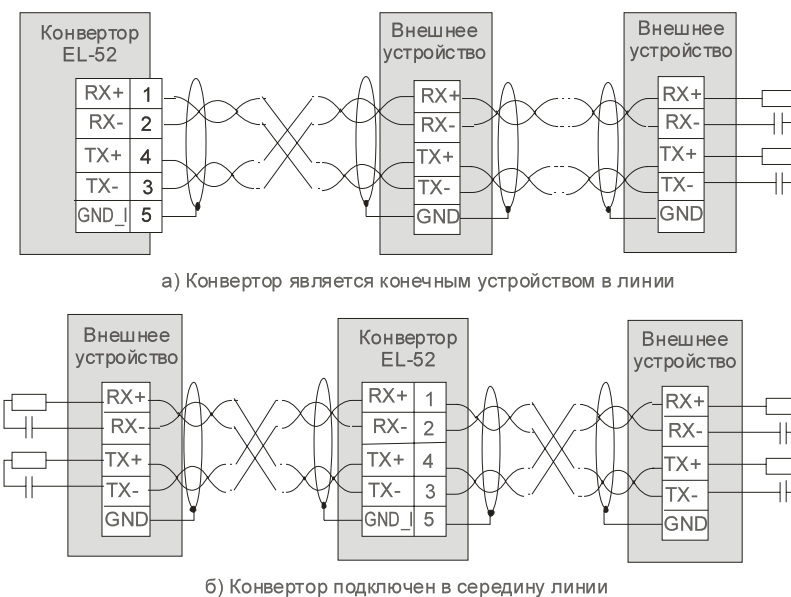 Конвертор
EL-52
RX+ 1
RX- 2
TX+ 4
TX- 3
GND_I 5
Внешнее
устройство
RX+
RX-
TX+
TX-
GND
Внешнее
устройство
RX+
RX-
TX+
TX-
GND
а) Конвертор является конечным устройством в линии
Внешнее
устройство
RX+
RX-
TX+
TX-
GND
Конвертор
EL-52
RX+ 1
RX- 2
TX+ 4
TX- 3
GND_I 5
Внешнее
устройство
RX+
RX-
TX+
TX-
GND
б) Конвертор подключен в середину линии